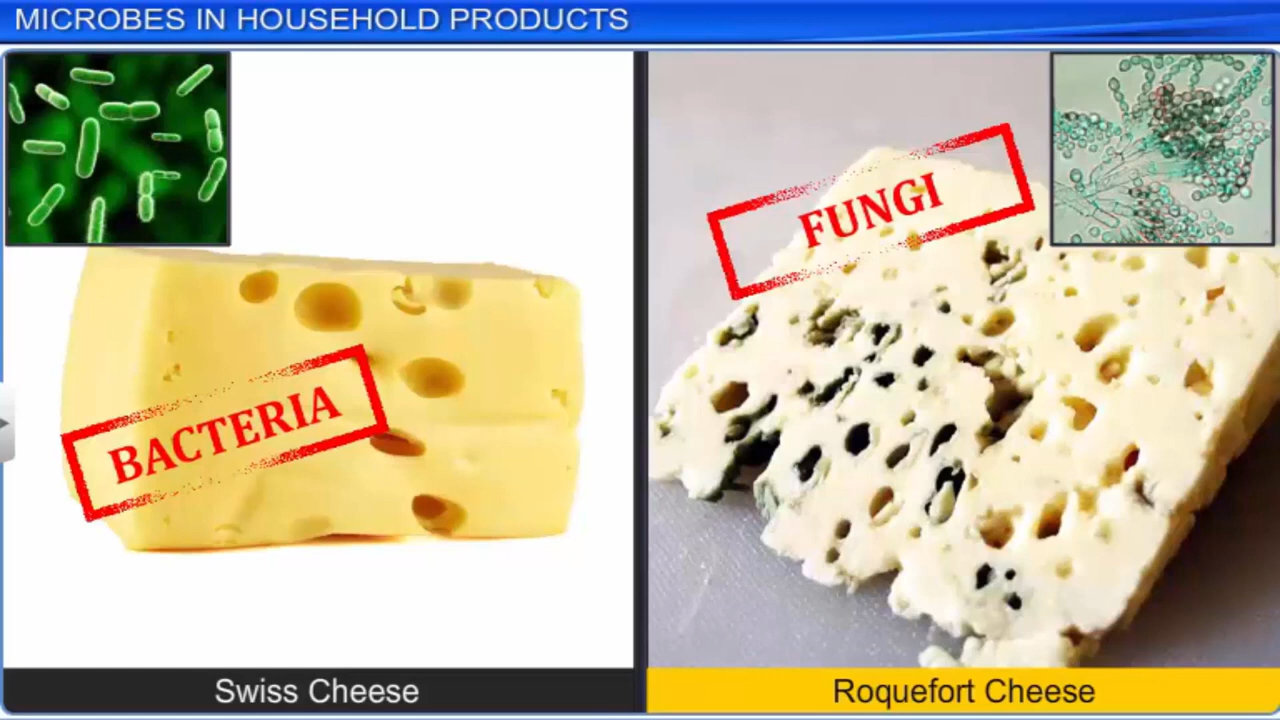 MICROBES IN HOUSEHOLD PRODUCTS
BACTERIA
FUNGI
Swiss Cheese
Roquefort Cheese